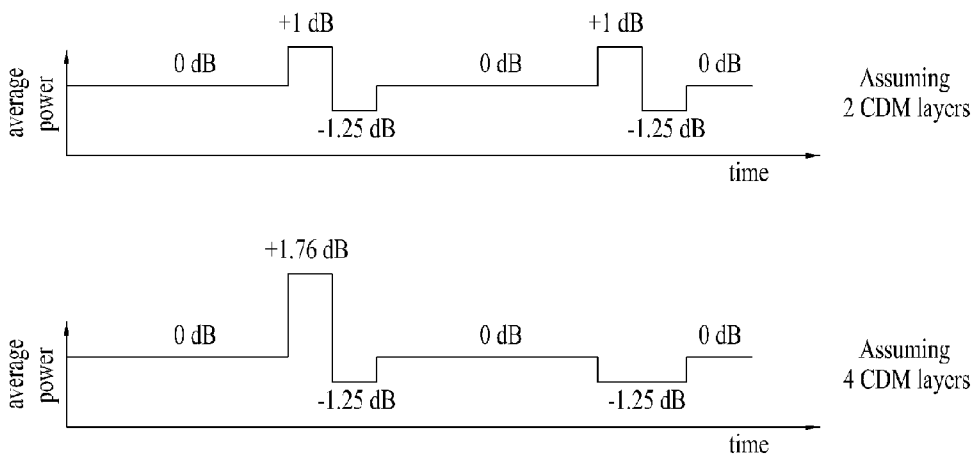 +1 dB
+1 dB
0 dB
0 dB
0 dB
average
power
-1.25 dB
-1.25 dB
time
Assuming
2 CDM layers
+1.76 dB
0 dB
0 dB
0 dB
average
power
-1.25 dB
-1.25 dB
time
Assuming
4 CDM layers